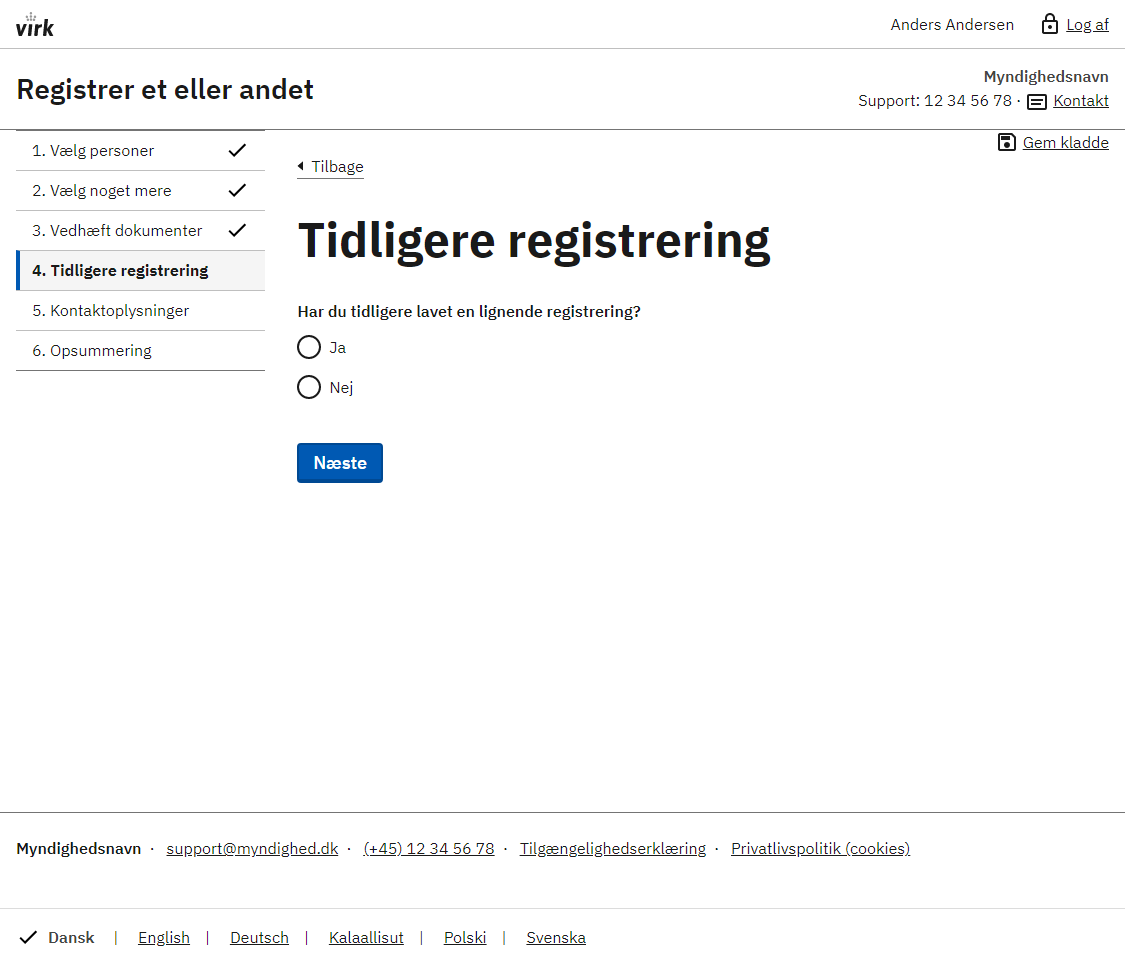 virk
Anders Andersen Log af
Registrer et eller andet
Myndighedsnavn
Support: 12 34 56 78 · Kontakt
Gem kladde
1. Vælg personer
2. Vælg noget mere
3. Vedhæft dokumenter
4. Tidligere registrering
5. Kontaktoplysninger
6. Opsummering
Tilbage
Tidligere registrering
Har du tidligere lavet en lignende registrering?
Ja
Nej
Næste
Myndighedsnavn · support@myndighed.dk · (+45) 12 34 56 78 · Tilgængelighedserklæring · Privatlivspolitik (cookies)
Dansk | English | Deutsch | Kalaallisut | Polski | Svenska